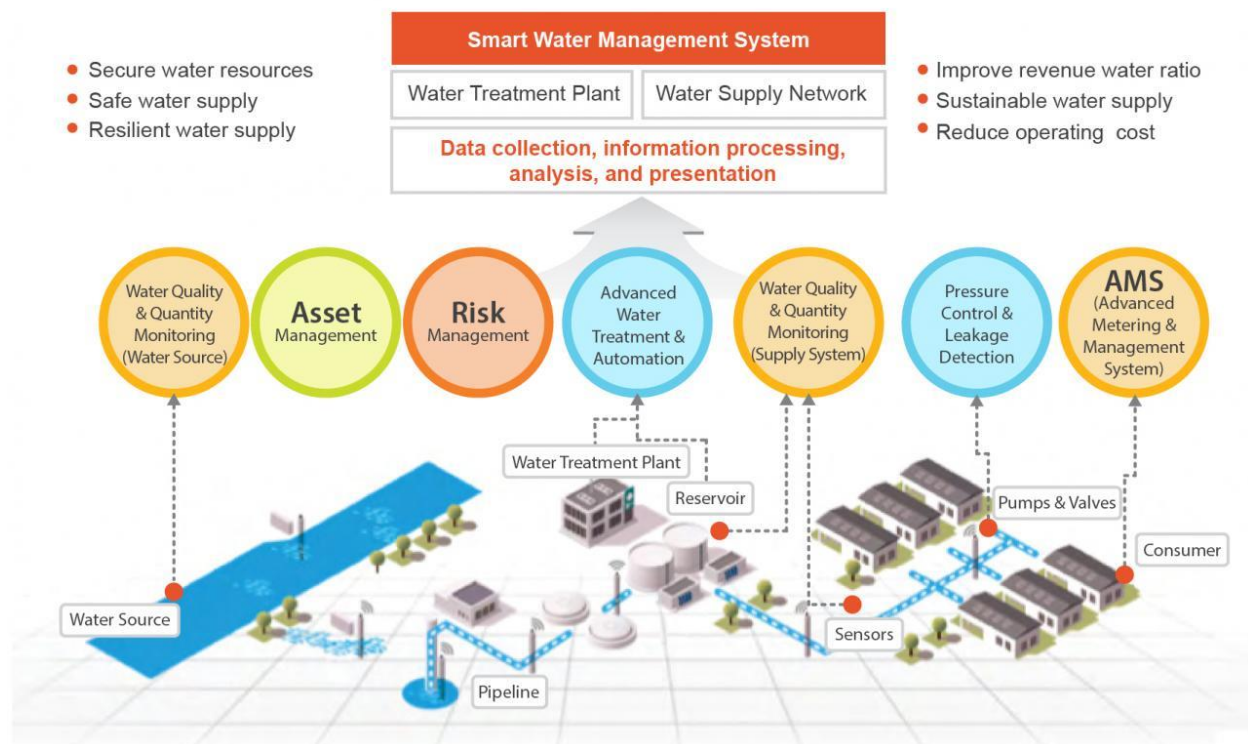 Smart Water Management System
Water Treatment Plant
Water Supply Network
Data collection, information processing,
analysis, and presentation
Secure water resources
Safe water supply
Resilient water supply
Improve revenue water ratio
Sustainable water supply
Reduce operating cost
Water Quality
& Quantity
Monitoring
(Water Source)
Asset
Management
Risk
Management
Advanced
Water
Treatment &
Automation
Water Quality
& Quantity
Monitoring
(Supply System)
Pressure
Control &
Leakage
Detection
AMS
(Advanced
Metering &
Management
System)
Water Treatment Plant
Reservoir
Pumps & Valves
Consumer
Water Source
Sensors
Pipeline